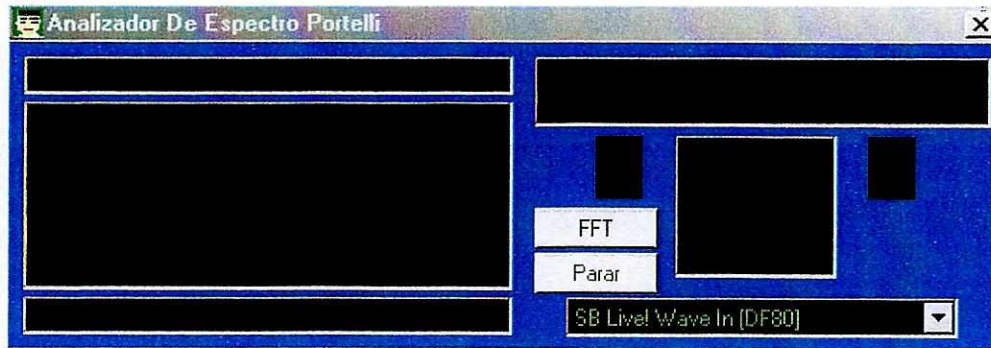 Analizador De Espectro Portelli
FFT
Parar
SB Live! Wave In [DF80]